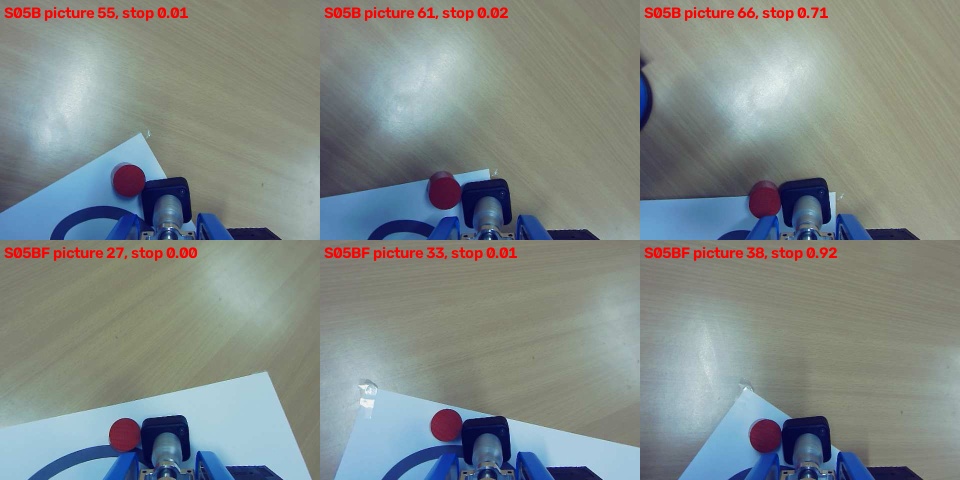 S05B picture 55, stop 0.01
S05B picture 61, stop 0.02
S05B picture 66, stop 0.71
S05BF picture 27, stop 0.00
S05BF picture 33, stop 0.01
S05BF picture 38, stop 0.92